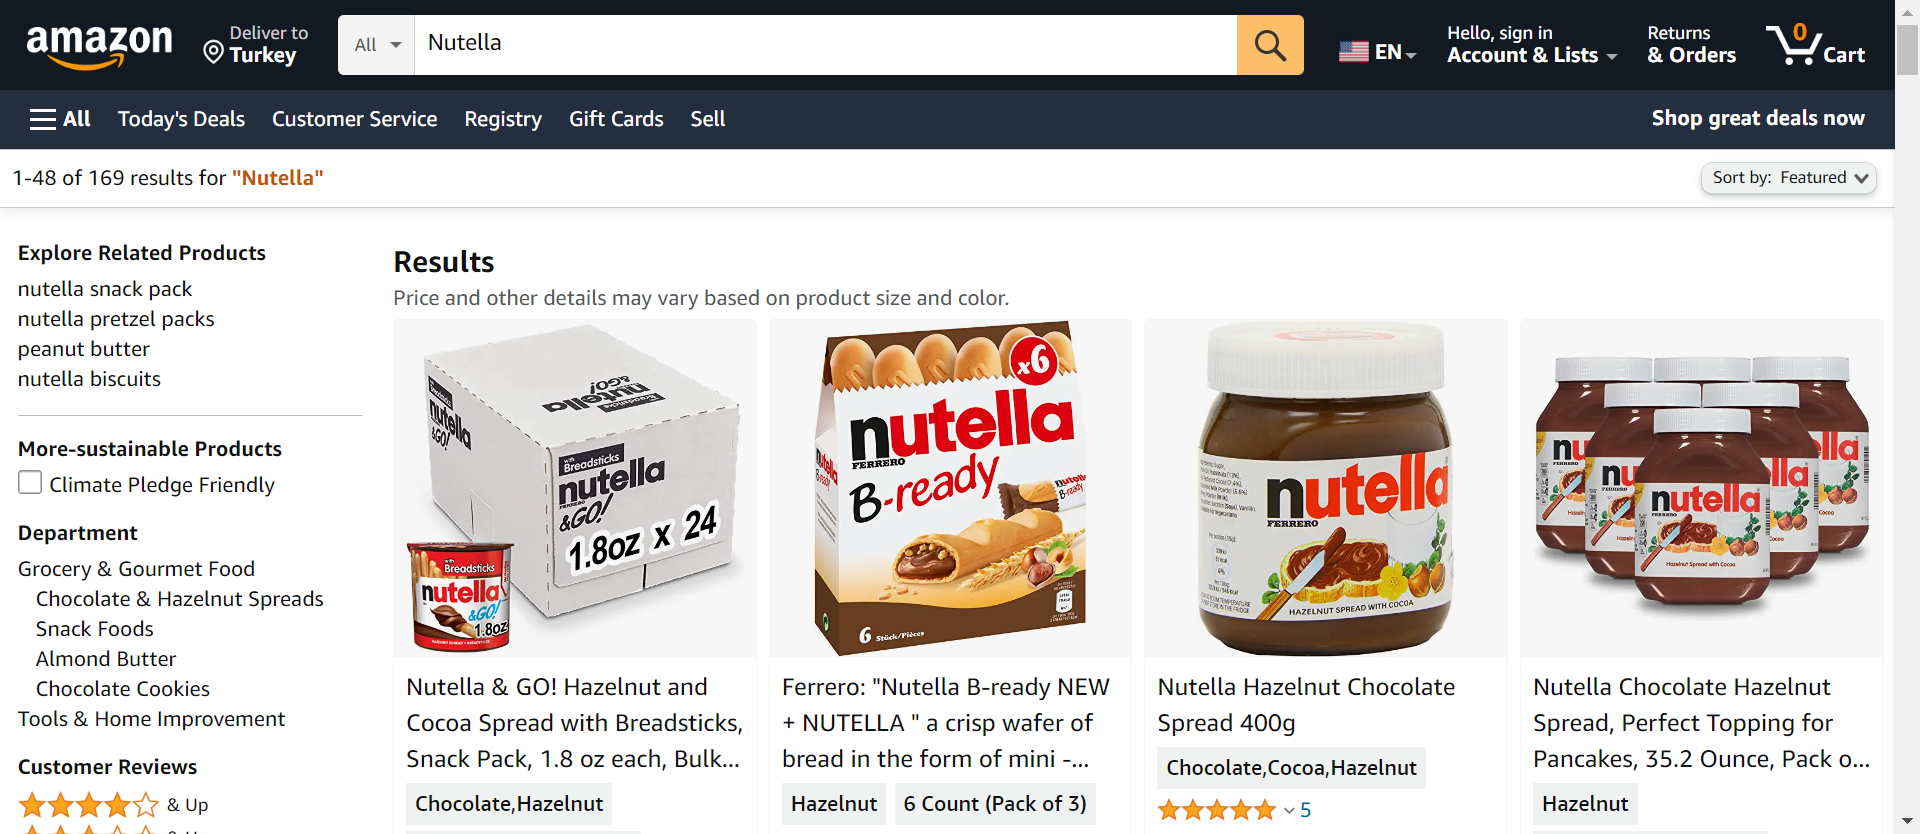 amazon
Deliver to
Turkey
All
Nutella
EN
Hello, sign in
Account & Lists
Returns
& Orders
0
Cart
All
Today's Deals
Customer Service
Registry
Gift Cards
Sell
Shop great deals now
1-48 of 169 results for "Nutella"
Sort by: Featured
Explore Related Products
nutella snack pack
nutella pretzel packs
peanut butter
nutella biscuits
More-sustainable Products
Climate Pledge Friendly
Department
Grocery & Gourmet Food
Chocolate & Hazelnut Spreads
Snack Foods
Almond Butter
Chocolate Cookies
Tools & Home Improvement
Customer Reviews
& Up
Results
Price and other details may vary based on product size and color.
with Breadsticks
nutella
FERRERO
&GO!
1.8oz x 24
Breadsticks
nutella
&GO!
1.8oz
Nutella & GO! Hazelnut and
Cocoa Spread with Breadsticks,
Snack Pack, 1.8 oz each, Bulk...
Chocolate,Hazelnut
x6
nutella
FERRERO
B-ready
6 Stück/Pièces
Ferrero: "Nutella B-ready NEW
+ NUTELLA " a crisp wafer of
bread in the form of mini -...
Hazelnut
6 Count (Pack of 3)
nutella
FERRERO
HAZELNUT SPREAD WITH COCOA
Nutella Hazelnut Chocolate
Spread 400g
Chocolate,Cocoa,Hazelnut
5
nutella
FERRERO
Hazelnut Spread with Cocoa
Nutella Chocolate Hazelnut
Spread, Perfect Topping for
Pancakes, 35.2 Ounce, Pack o...
Hazelnut